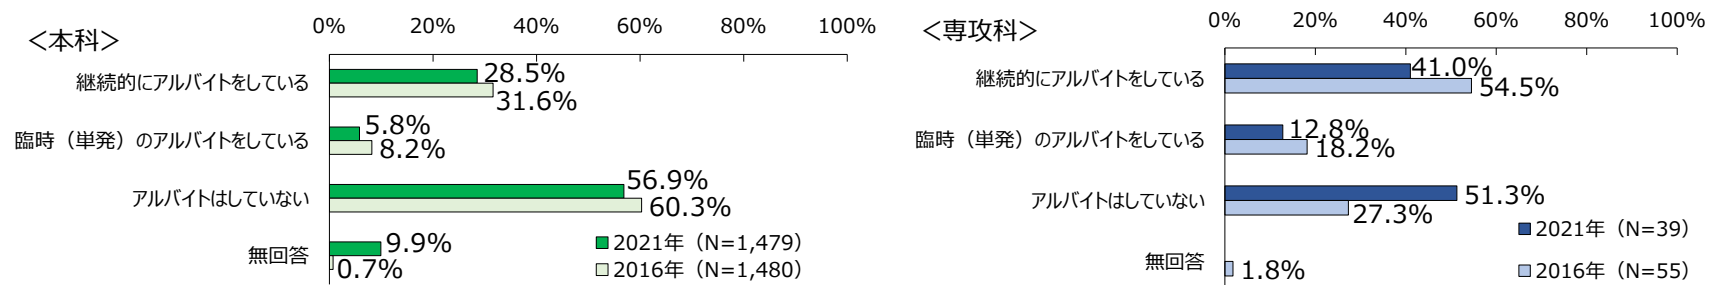 ＜本科＞
0% 20% 40% 60% 80% 100%
継続的にアルバイトをしている 28.5%
31.6%
臨時（単発）のアルバイトをしている 5.8%
8.2%
アルバイトはしていない 56.9%
60.3%
無回答 9.9%
0.7%
2021年（N=1,479）
2016年（N=1,480）
＜専攻科＞
0% 20% 40% 60% 80% 100%
継続的にアルバイトをしている 41.0%
54.5%
臨時（単発）のアルバイトをしている 12.8%
18.2%
アルバイトはしていない 51.3%
27.3%
無回答 1.8%
2021年（N=39）
2016年（N=55）